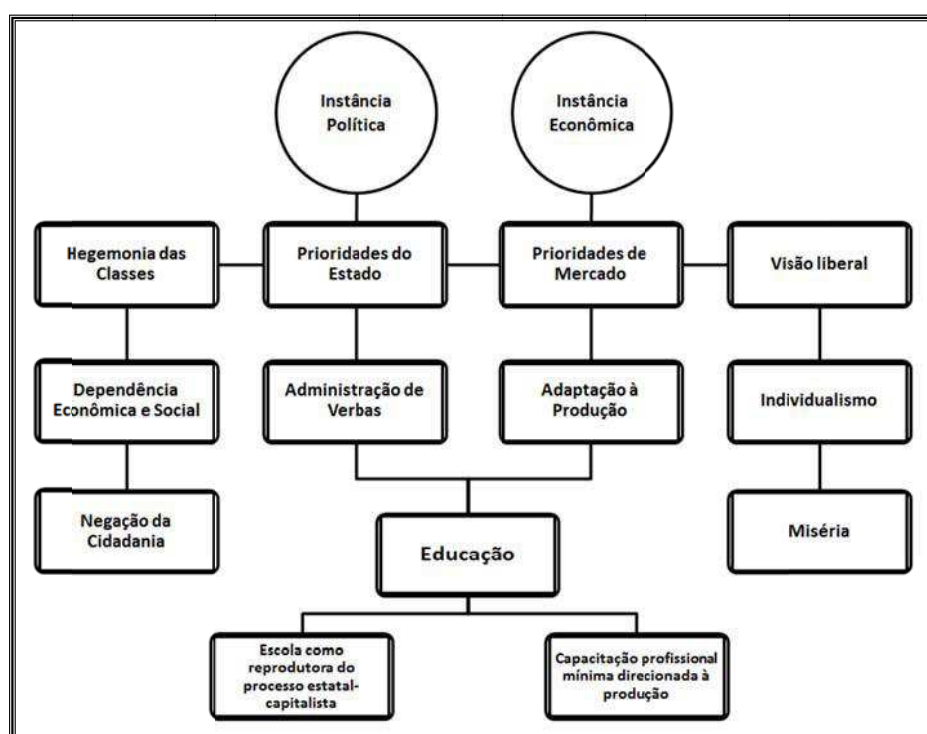 Instância
Política
Instância
Econômica
Hegemonia das
Classes
Prioridades do
Estado
Prioridades de
Mercado
Visão liberal
Dependência
Econômica e Social
Administração de
Verbas
Adaptação à
Produção
Individualismo
Negação da
Cidadania
Educação
Miséria
Escola como
reprodutora do
processo estatal-
capitalista
Capacitação profissional
mínima direcionada à
produção